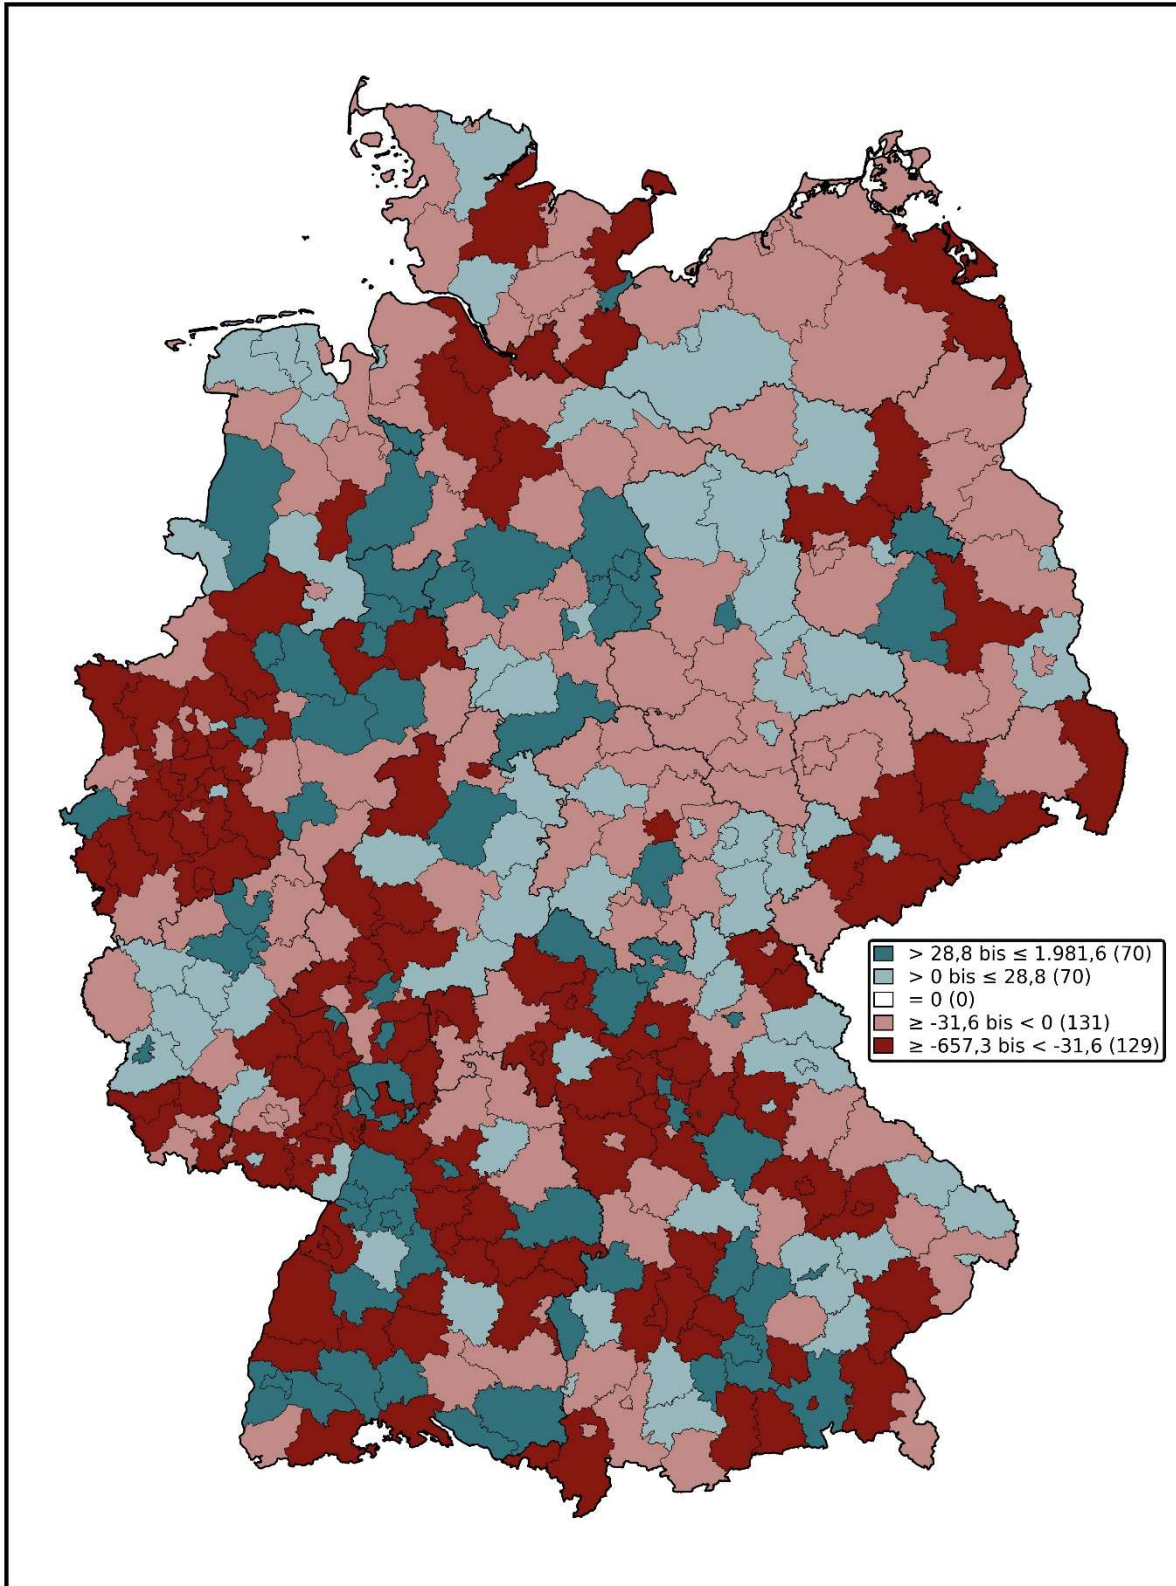 > 28,8 bis ≤ 1.981,6 (70)
> 0 bis ≤ 28,8 (70)
= 0 (0)
≥ -31,6 bis < 0 (131)
≥ -657,3 bis < -31,6 (129)